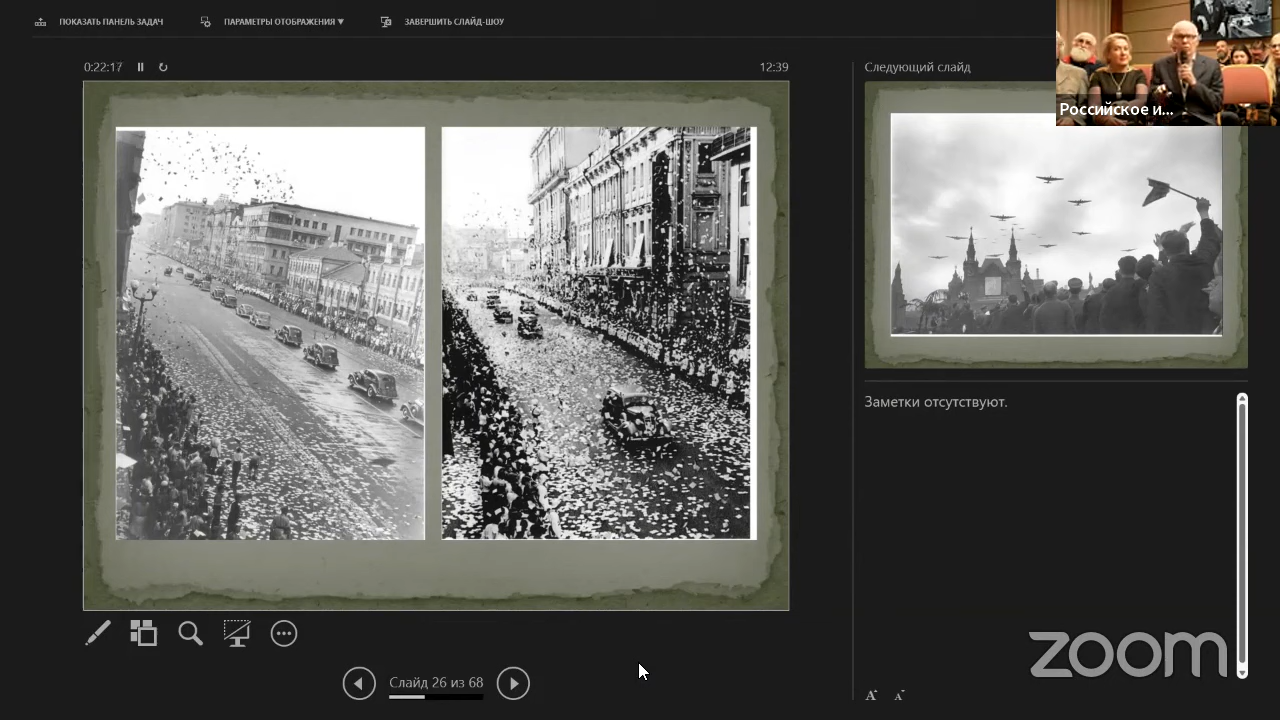 ПОКАЗАТЬ ПАНЕЛЬ ЗАДАЧ
ПАРАМЕТРЫ ОТОБРАЖЕНИЯ ▼
ЗАВЕРШИТЬ СЛАЙД-ШОУ
0:22:17
12:39
Следующий слайд
Российское и...
Заметки отсутствуют.
zoom
Слайд 26 из 68
A A